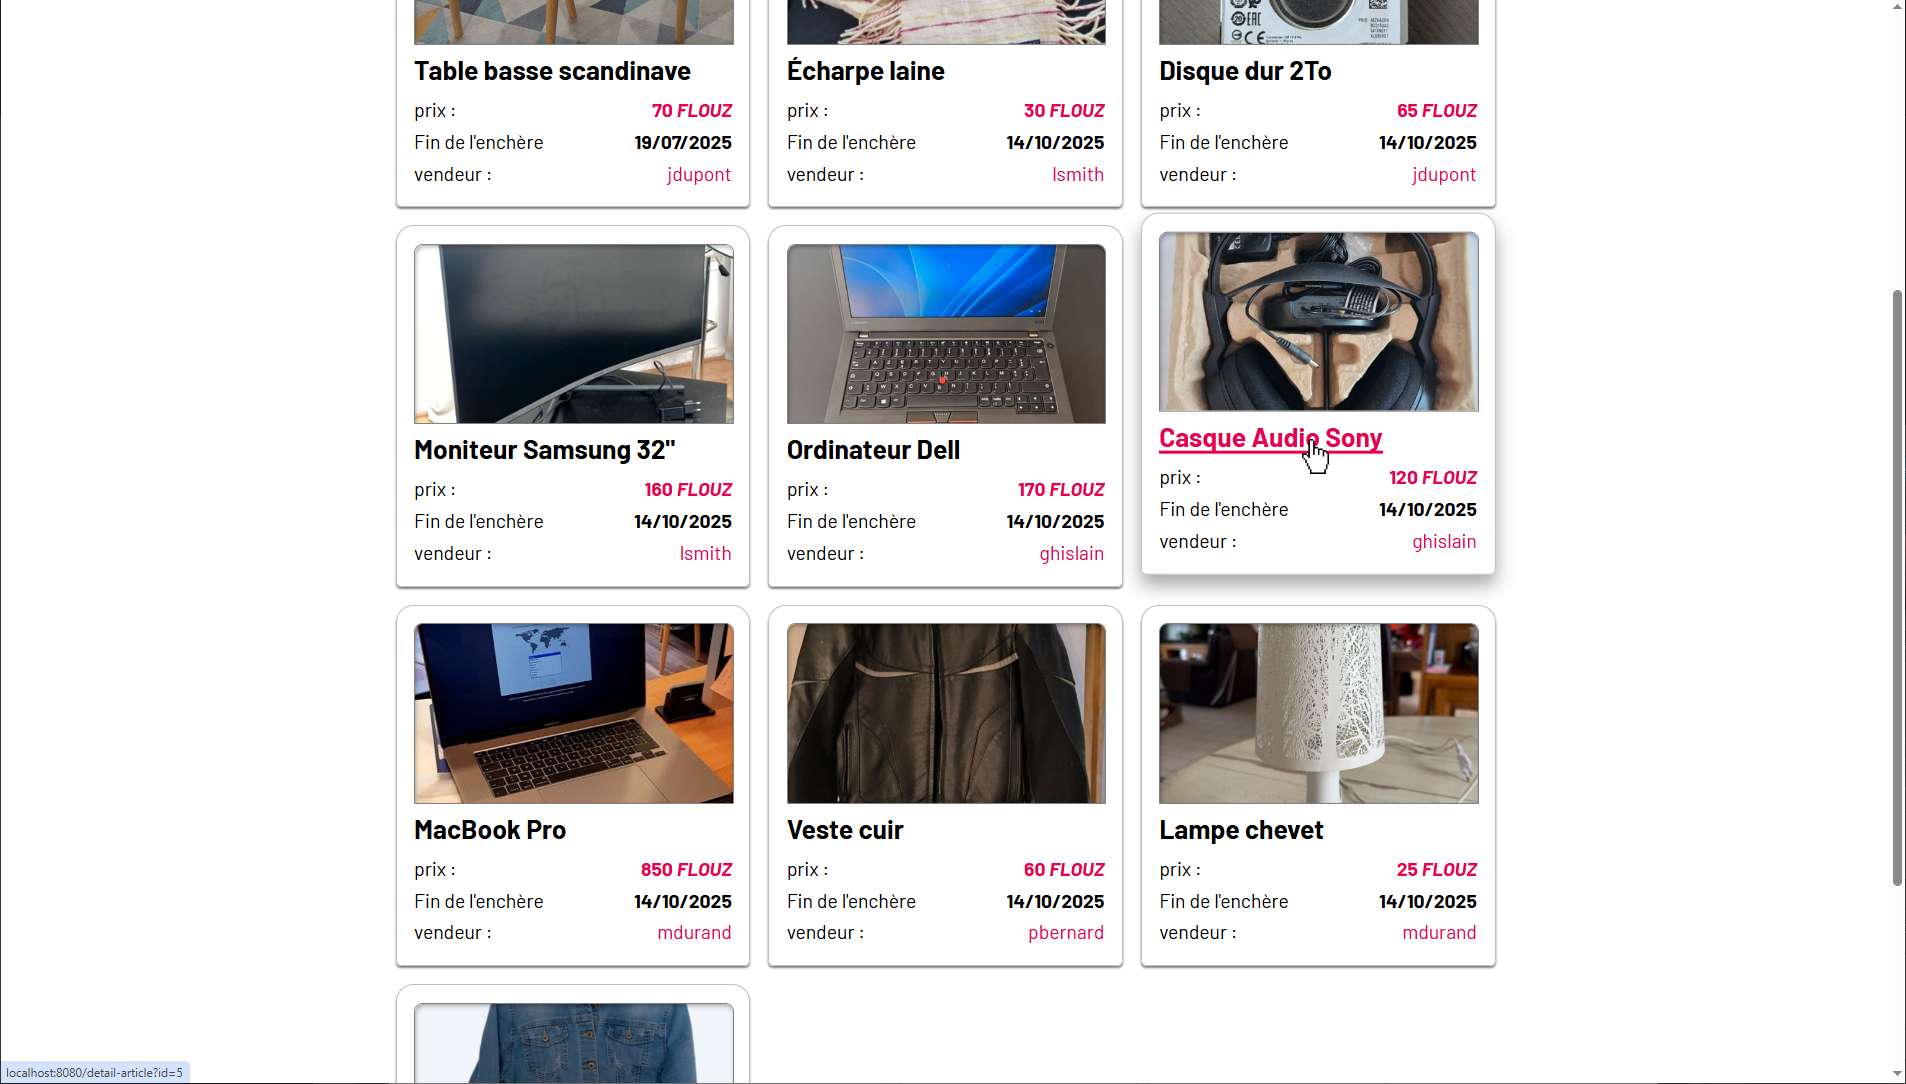 Table basse scandinave
prix :
70 FLOUZ
Fin de l'enchère
19/07/2025
vendeur :
jdupont
Écharpe laine
prix :
30 FLOUZ
Fin de l'enchère
14/10/2025
vendeur :
lsmith
Disque dur 2To
prix :
65 FLOUZ
Fin de l'enchère
14/10/2025
vendeur :
jdupont
Moniteur Samsung 32"
prix :
160 FLOUZ
Fin de l'enchère
14/10/2025
vendeur :
lsmith
Ordinateur Dell
prix :
170 FLOUZ
Fin de l'enchère
14/10/2025
vendeur :
ghislain
Casque Audio Sony
prix :
120 FLOUZ
Fin de l'enchère
14/10/2025
vendeur :
ghislain
MacBook Pro
prix :
850 FLOUZ
Fin de l'enchère
14/10/2025
vendeur :
mdurand
Veste cuir
prix :
60 FLOUZ
Fin de l'enchère
14/10/2025
vendeur :
pbernard
Lampe chevet
prix :
25 FLOUZ
Fin de l'enchère
14/10/2025
vendeur :
mdurand
localhost:8080/detail-article?id=5